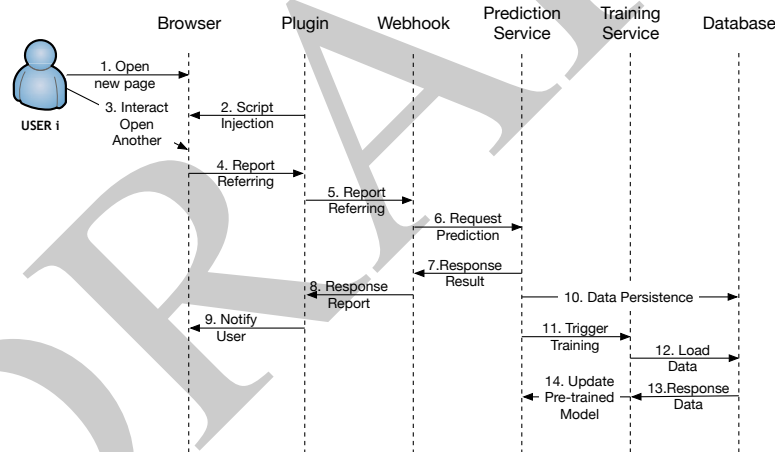 Browser
Plugin
Webhook
Prediction
Service
Training
Service
Database
USER i
1. Open
new page
2. Script
Injection
3. Interact
Open
Another
4. Report
Referring
5. Report
Referring
6. Request
Prediction
7.Response
Result
8. Response
Report
9. Notify
User
10. Data Persistence
11. Trigger
Training
12. Load
Data
13.Response
Data
14. Update
Pre-trained
Model